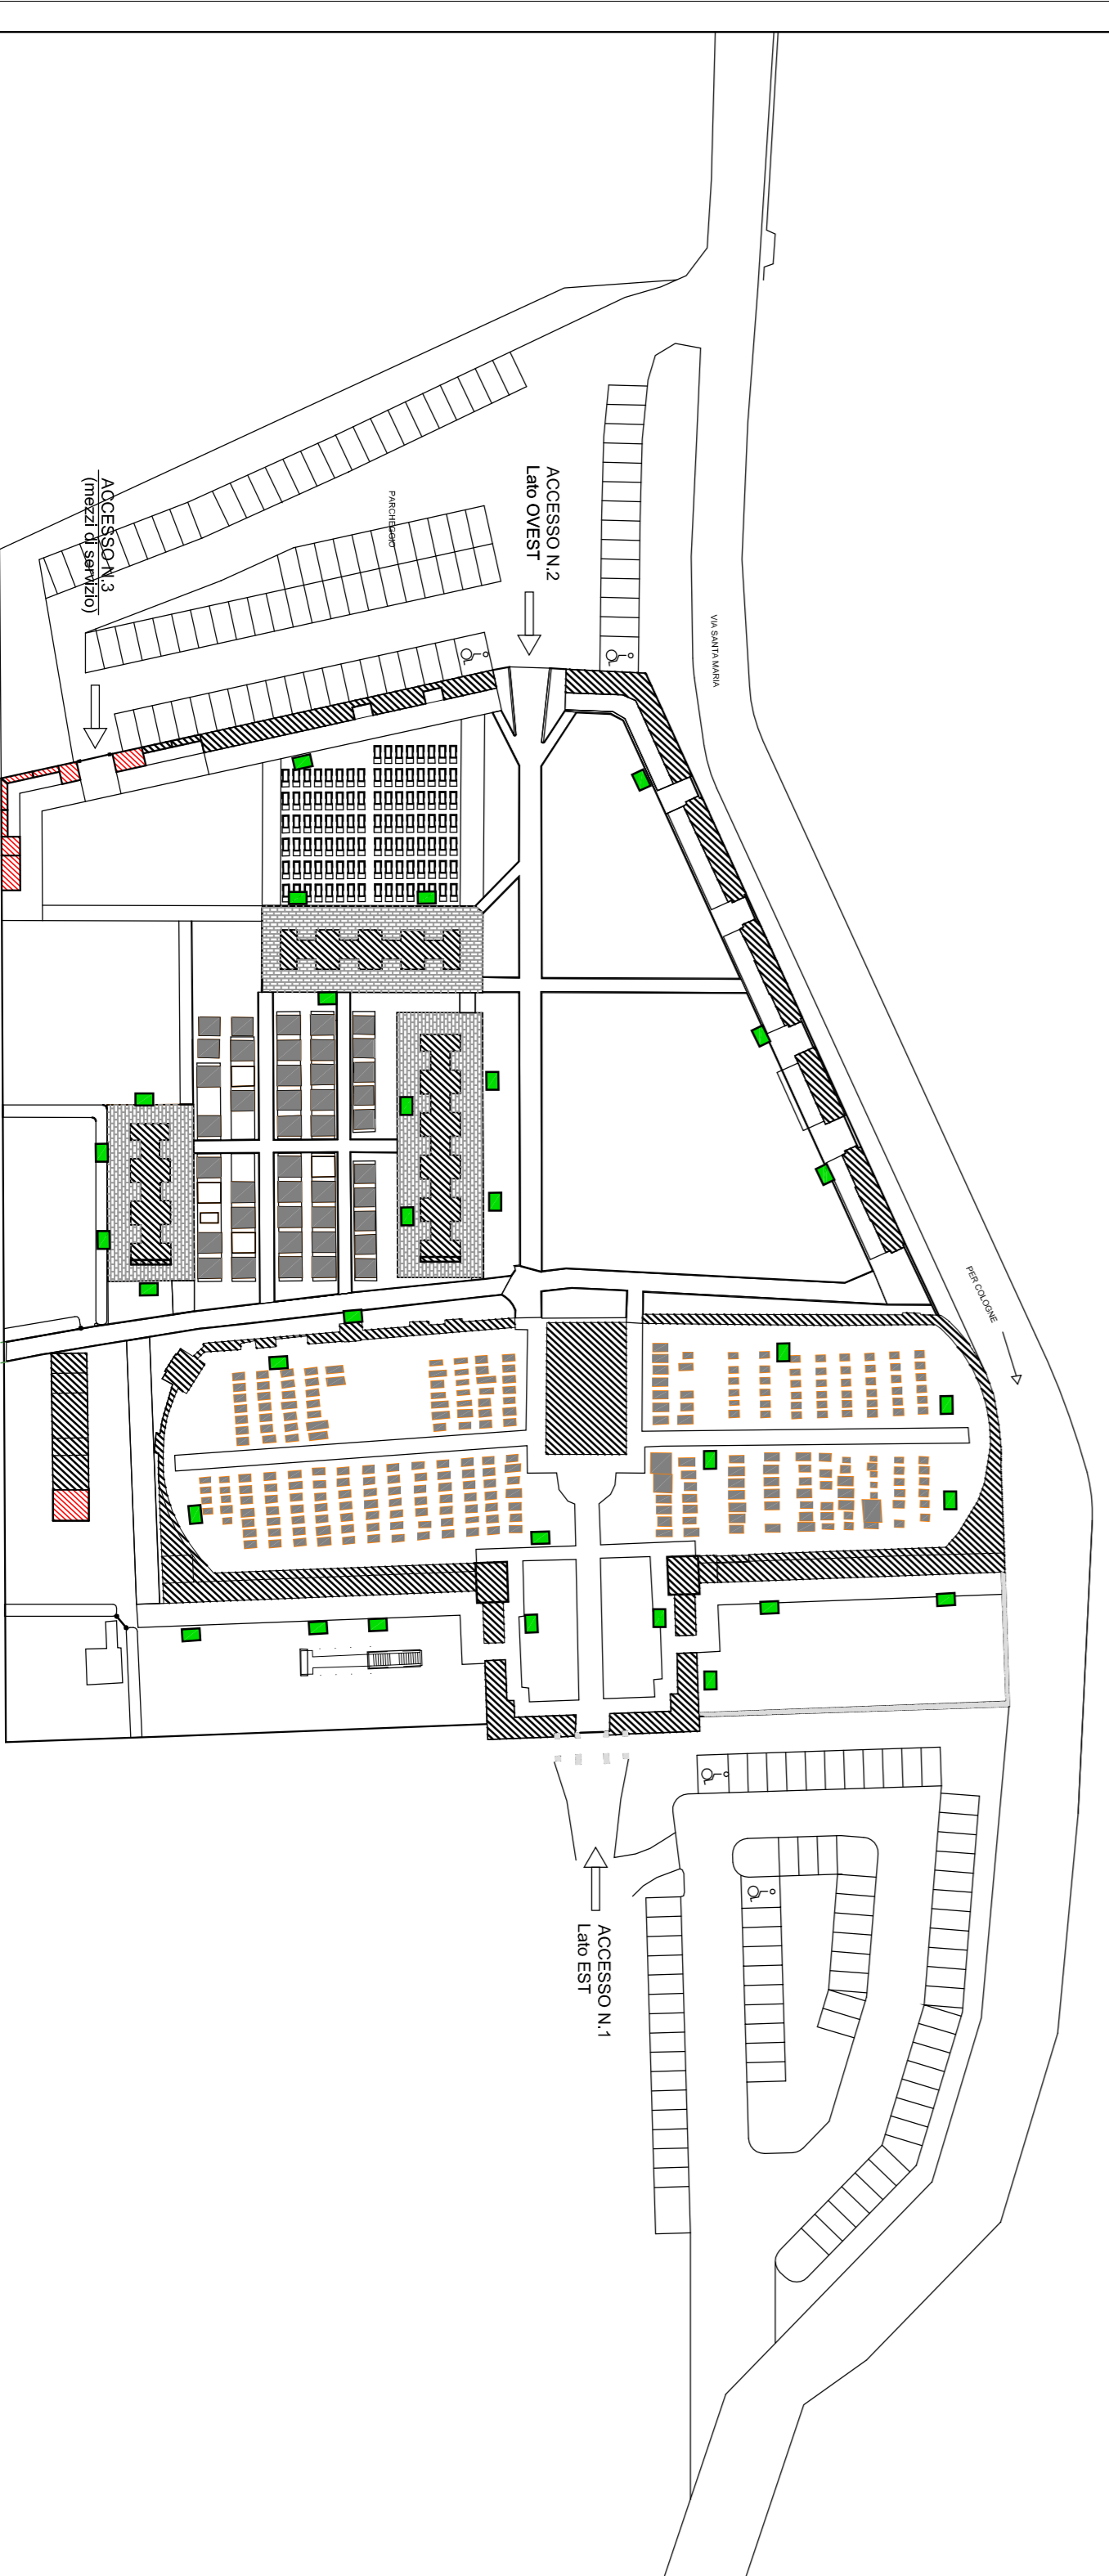 ACCESSO N.3
(mezzi di servizio)
PARCHEGGIO
ACCESSO N.2
Lato OVEST
VIA SANTA MARIA
PER COLOGNE
ACCESSO N.1
Lato EST